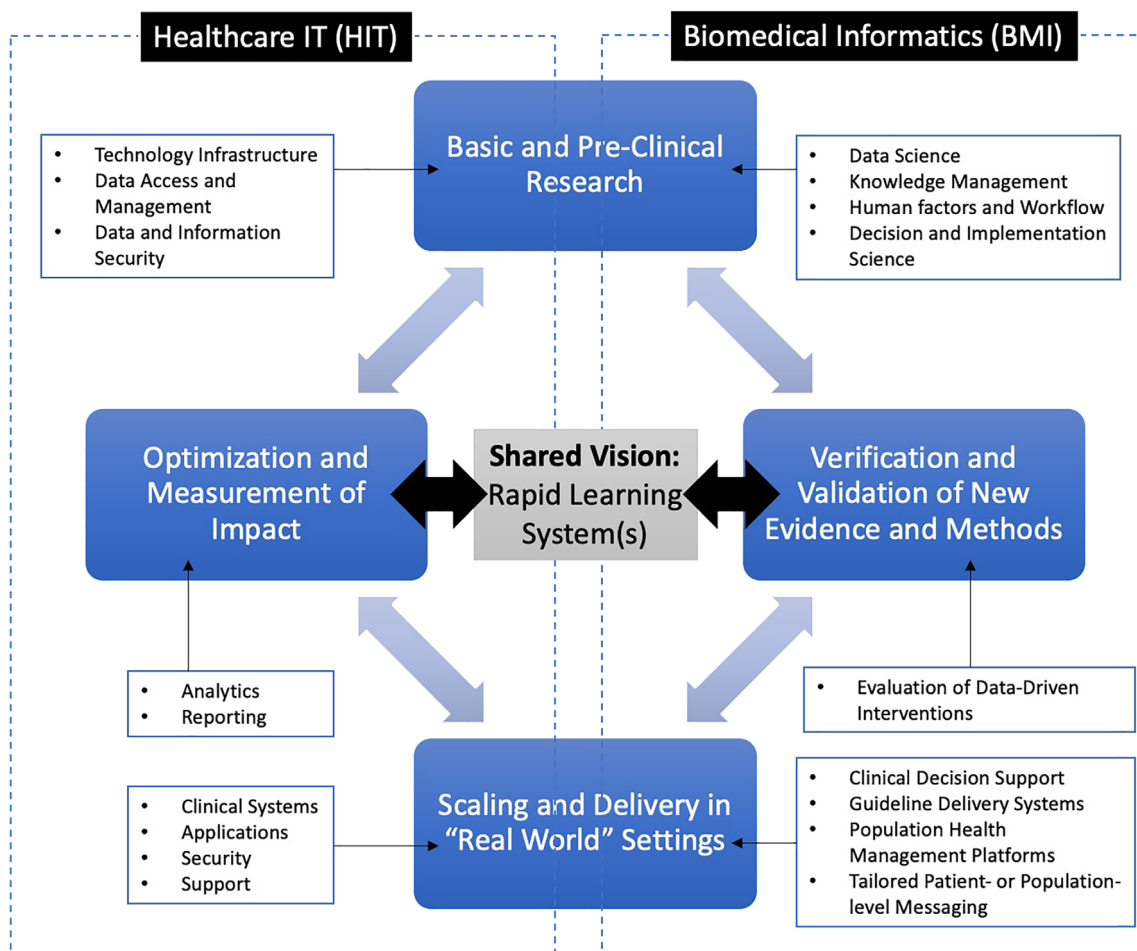 Healthcare IT (HIT)
Biomedical Informatics (BMI)
Basic and Pre-Clinical
Research
• Technology Infrastructure
• Data Access and
Management
• Data and Information
Security
• Data Science
• Knowledge Management
• Human factors and Workflow
• Decision and Implementation
Science
Optimization and
Measurement of
Impact
Shared Vision:
Rapid Learning
System(s)
Verification and
Validation of New
Evidence and Methods
• Analytics
• Reporting
• Evaluation of Data-Driven
Interventions
• Clinical Systems
• Applications
• Security
• Support
Scaling and Delivery in
“Real World” Settings
• Clinical Decision Support
• Guideline Delivery Systems
• Population Health
Management Platforms
• Tailored Patient- or Population-
level Messaging